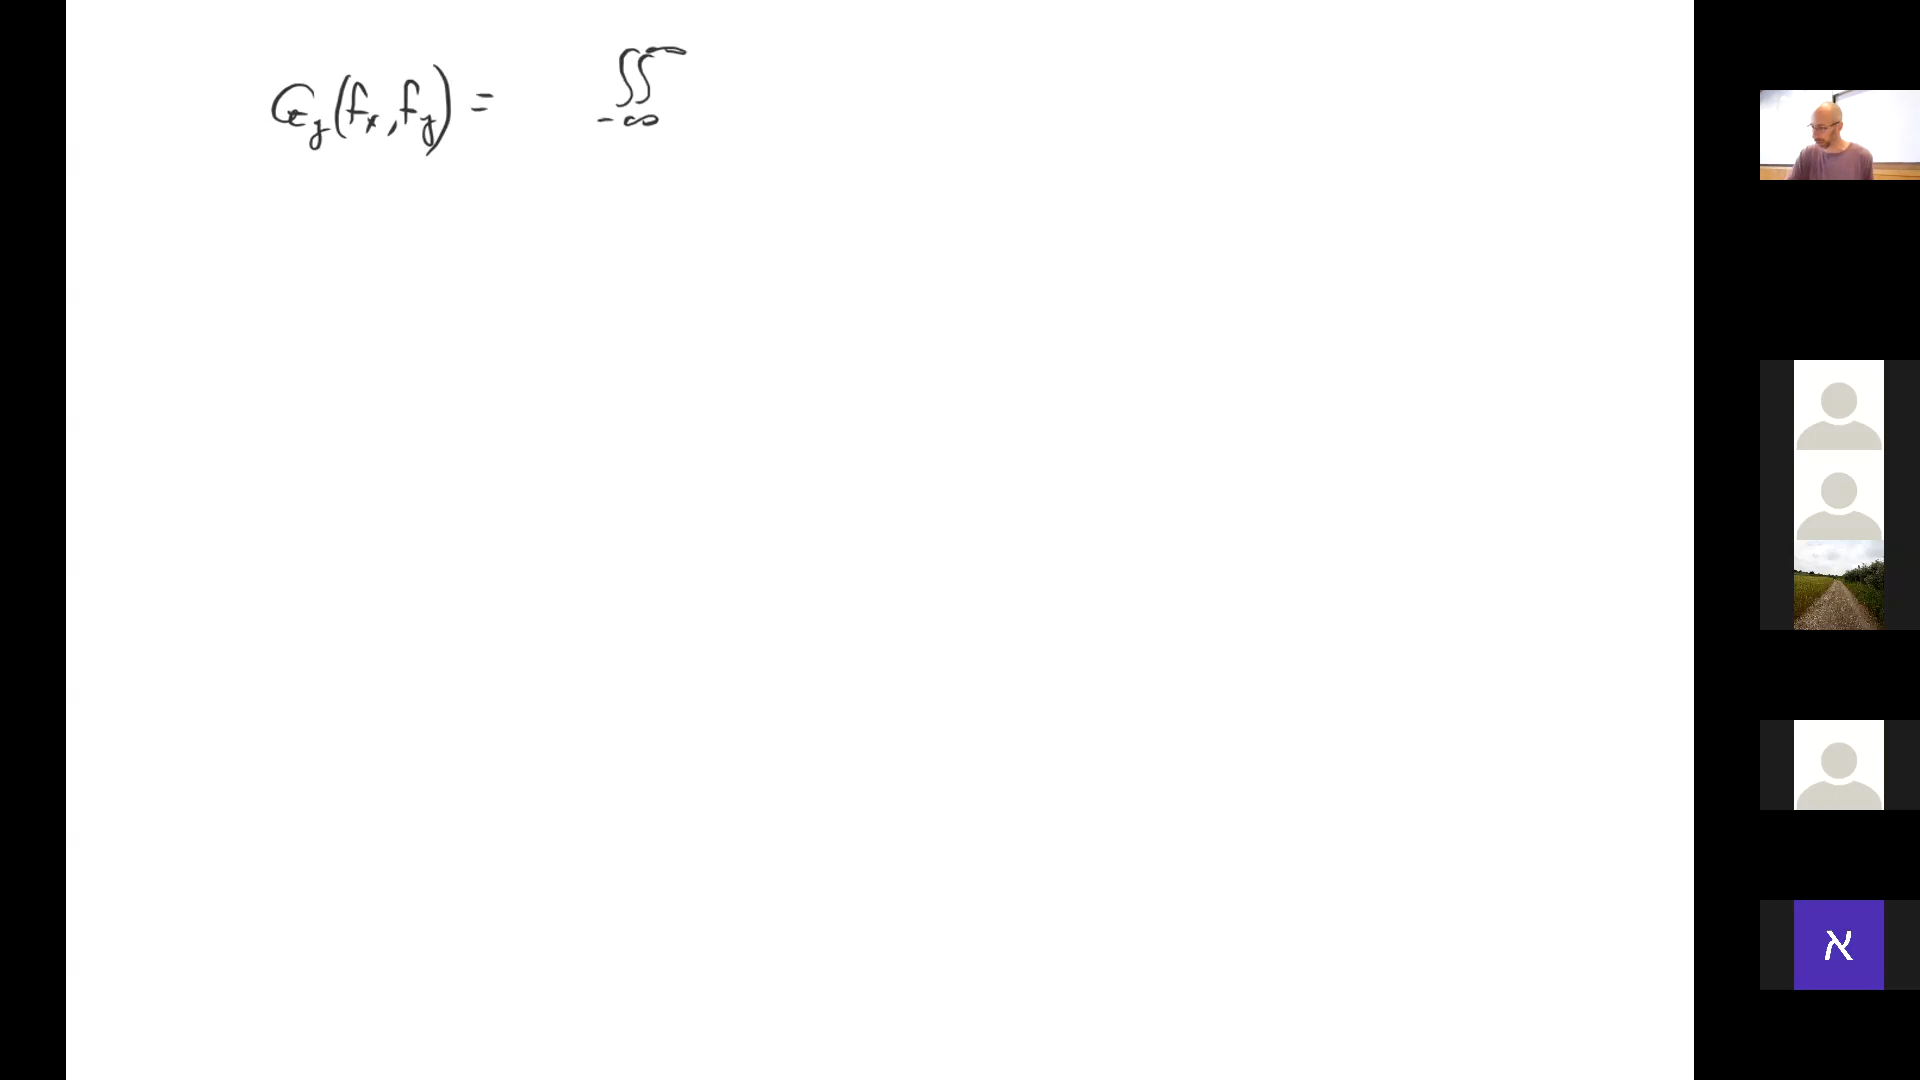 G_g(f_x, f_y) = ∬_{-∞}^{∞}
א